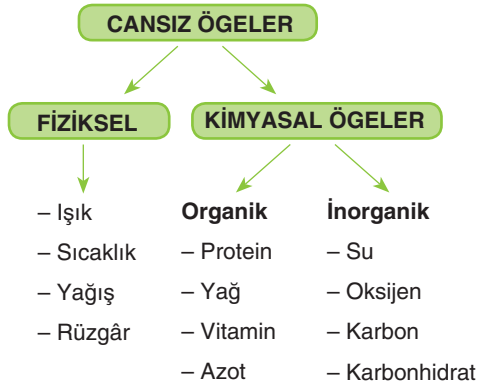 CANSIZ ÖGELER
FİZİKSEL
KİMYASAL ÖGELER
– Işık
– Sıcaklık
– Yağış
– Rüzgâr
Organik
– Protein
– Yağ
– Vitamin
– Azot
İnorganik
– Su
– Oksijen
– Karbon
– Karbonhidrat